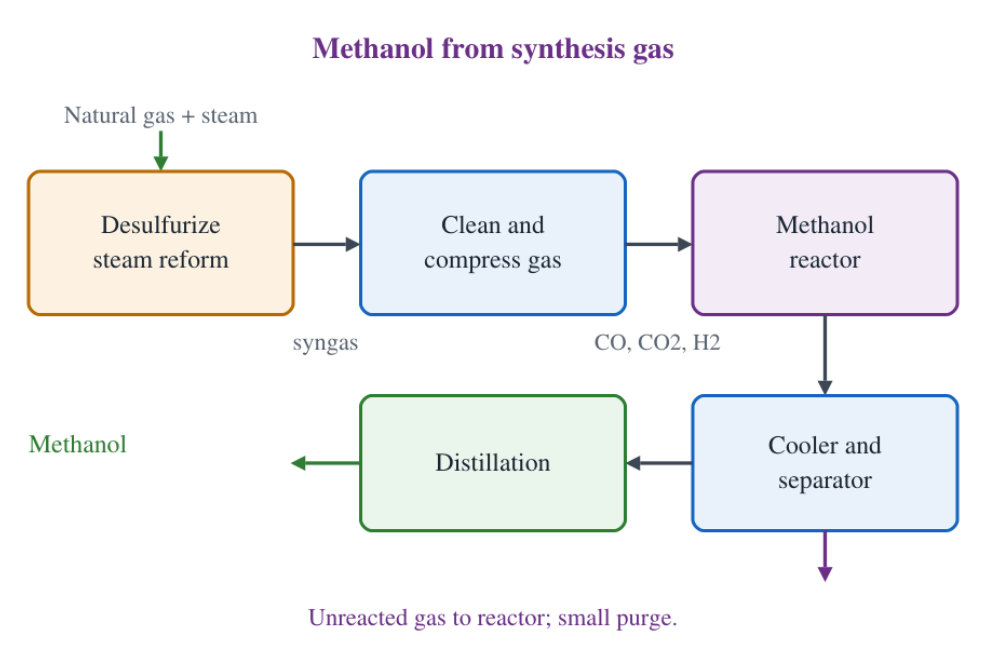 Methanol from synthesis gas
Natural gas + steam
Desulfurize
steam reform
Clean and
compress gas
Methanol
reactor
syngas
CO, CO2, H2
Methanol
Distillation
Cooler and
separator
Unreacted gas to reactor; small purge.